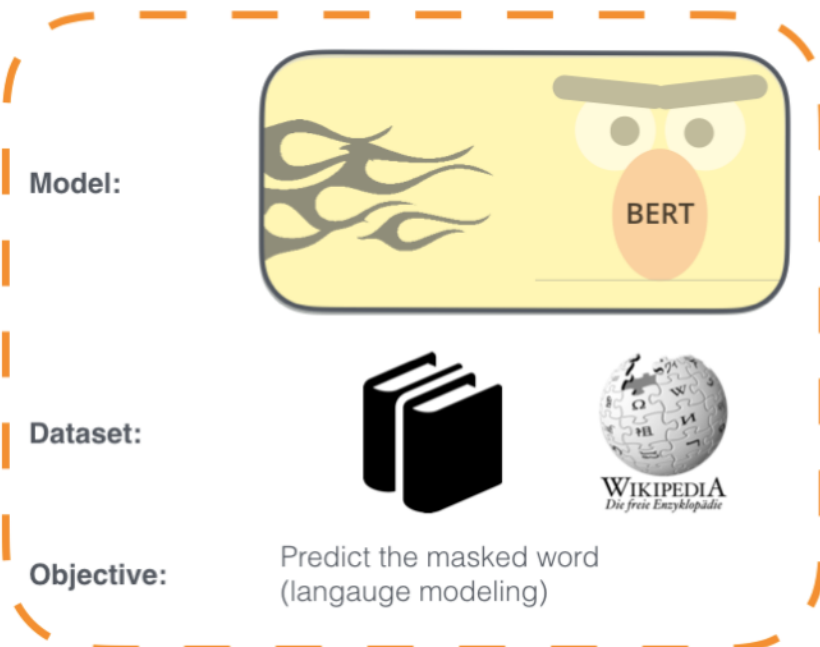 Model:
BERT
Dataset:
WIKIPEDIA
Die freie Enzyklopädie
Objective:
Predict the masked word
(langauge modeling)